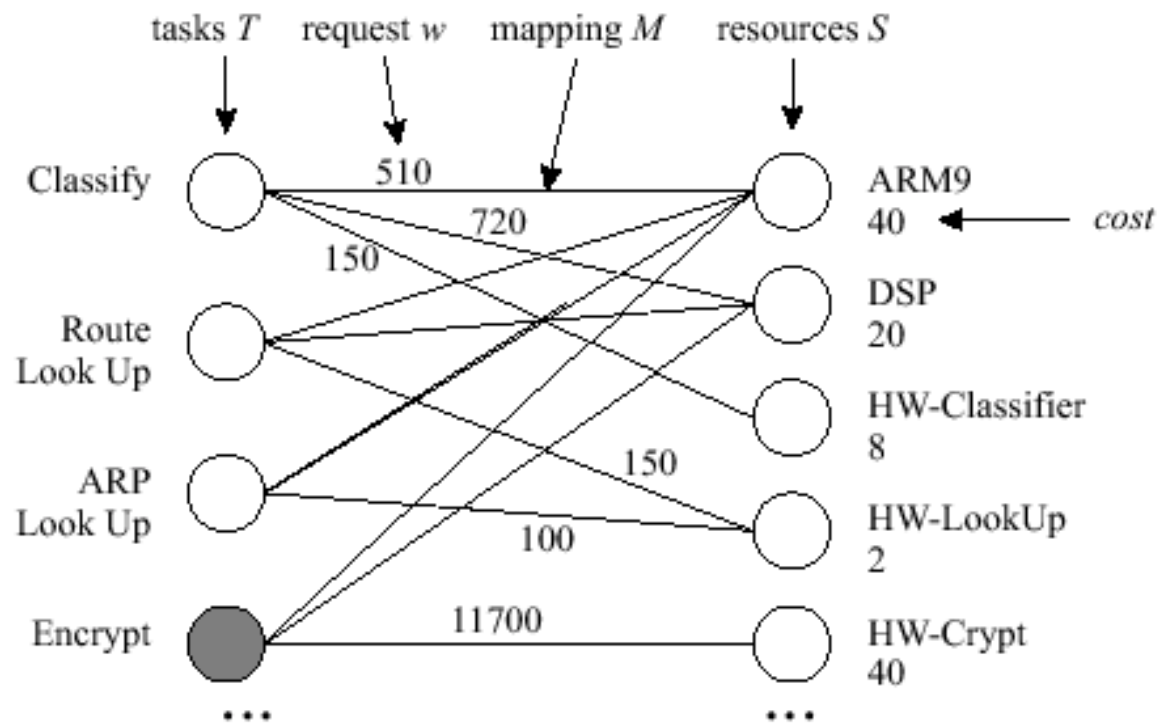 tasks T request w mapping M resources S
Classify
510
ARM9
40
cost
720
150
DSP
20
Route
Look Up
HW-Classifier
8
150
ARP
Look Up
100
HW-LookUp
2
Encrypt
11700
HW-Crypt
40
... ...